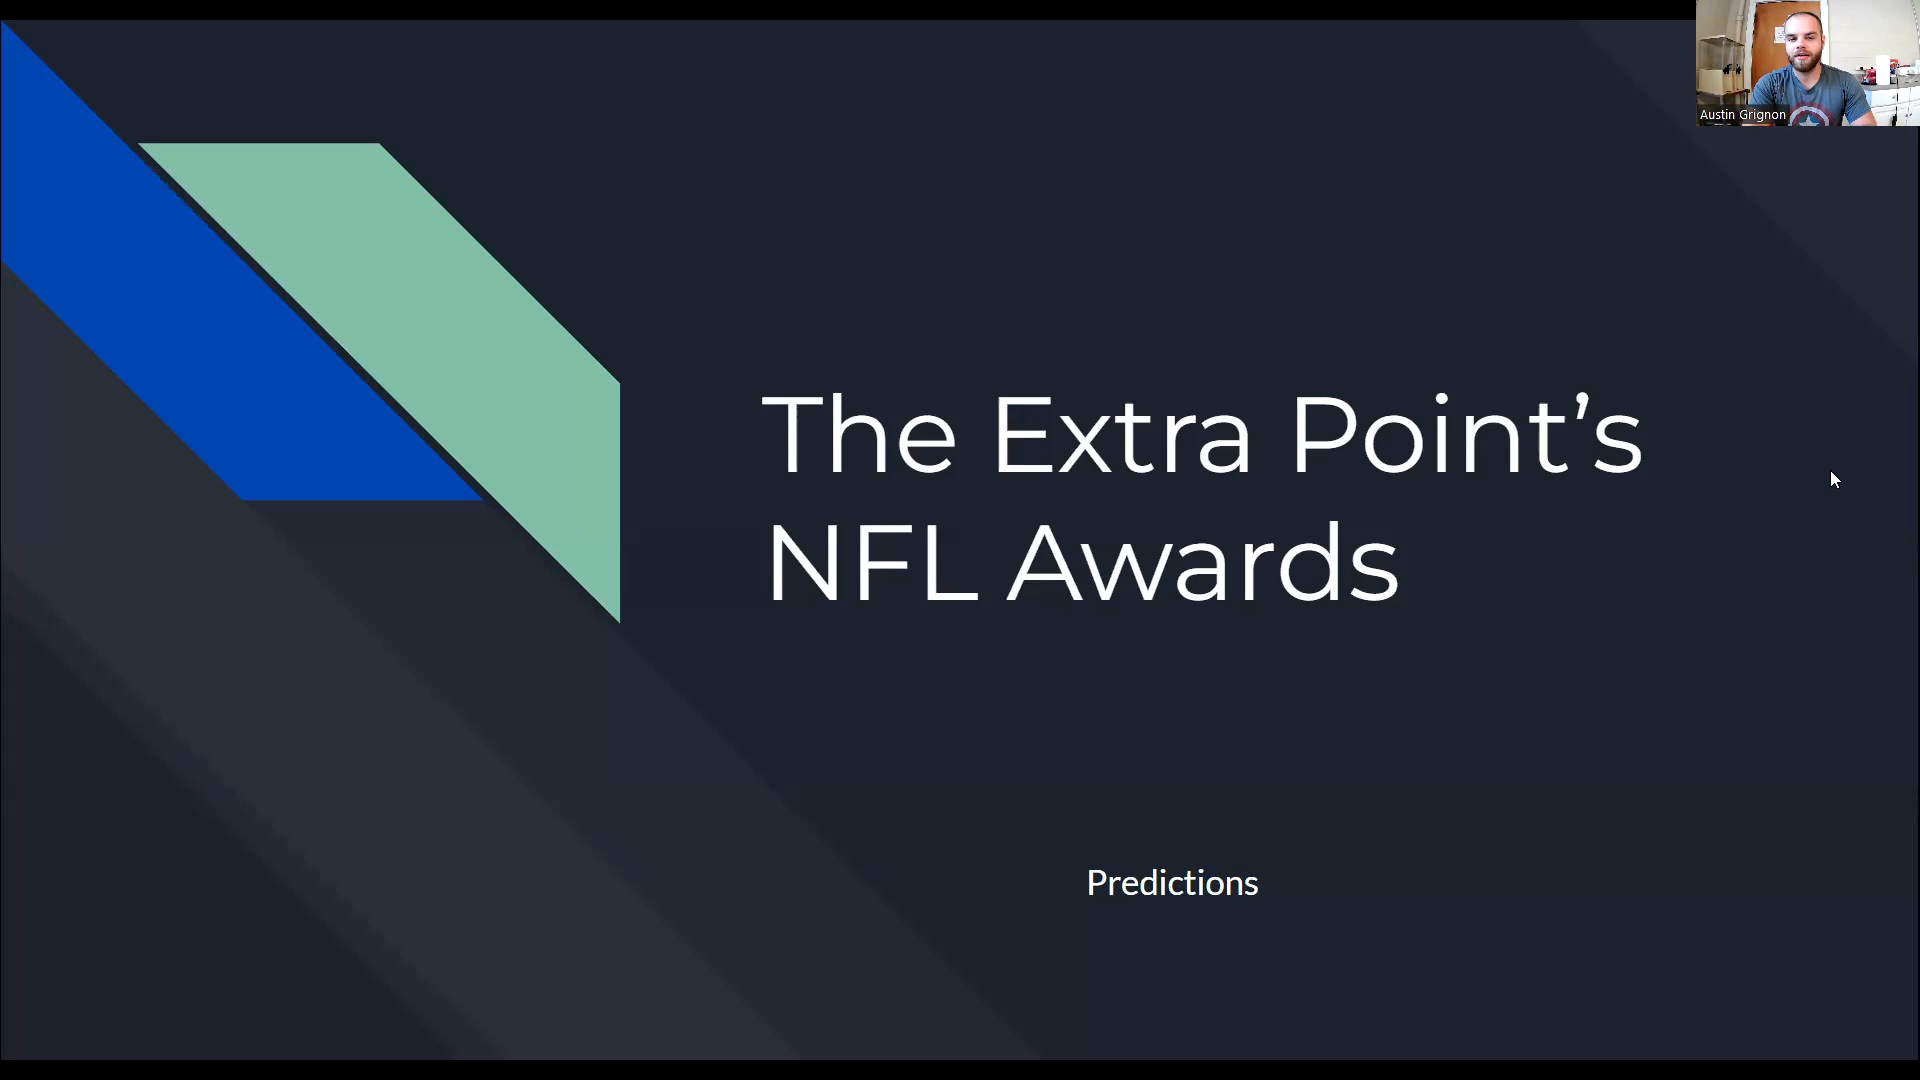 Austin Grignon
The Extra Point’s
NFL Awards
Predictions